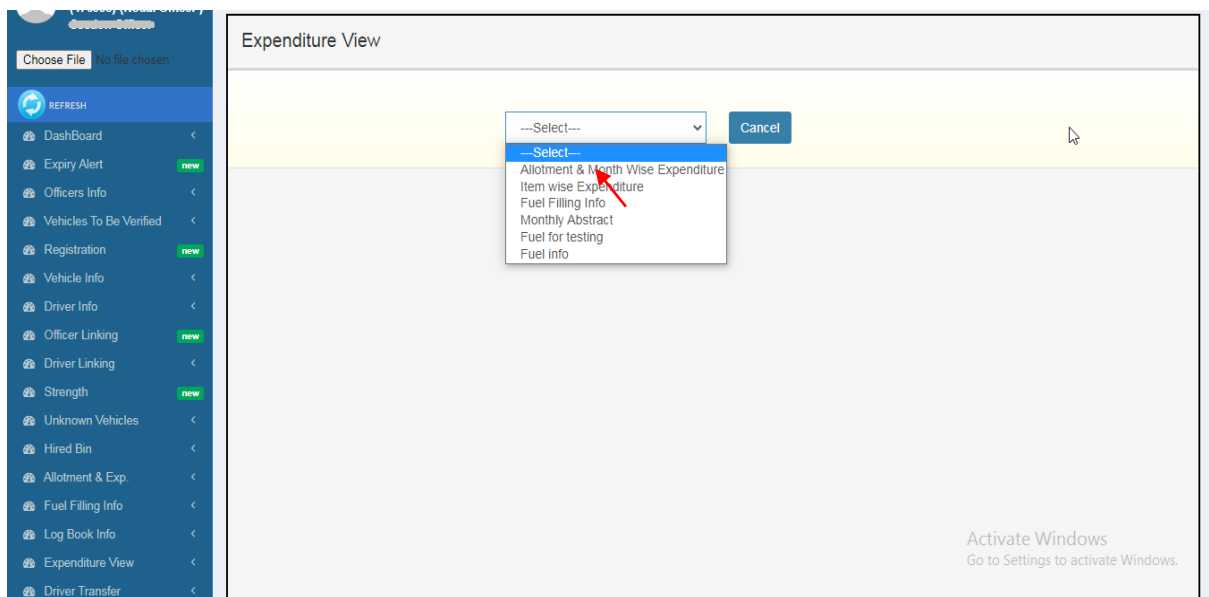 (Nodal Officer)
Choose File No file chosen
REFRESH
DashBoard
Expiry Alert new
Officers Info
Vehicles To Be Verified
Registration new
Vehicle Info
Driver Info
Officer Linking new
Driver Linking
Strength new
Unknown Vehicles
Hired Bin
Allotment & Exp.
Fuel Filling Info
Log Book Info
Expenditure View
Driver Transfer
Expenditure View
---Select--- Cancel
---Select---
Allotment & Month Wise Expenditure
Item wise Expenditure
Fuel Filling Info
Monthly Abstract
Fuel for testing
Fuel info
Activate Windows
Go to Settings to activate Windows.